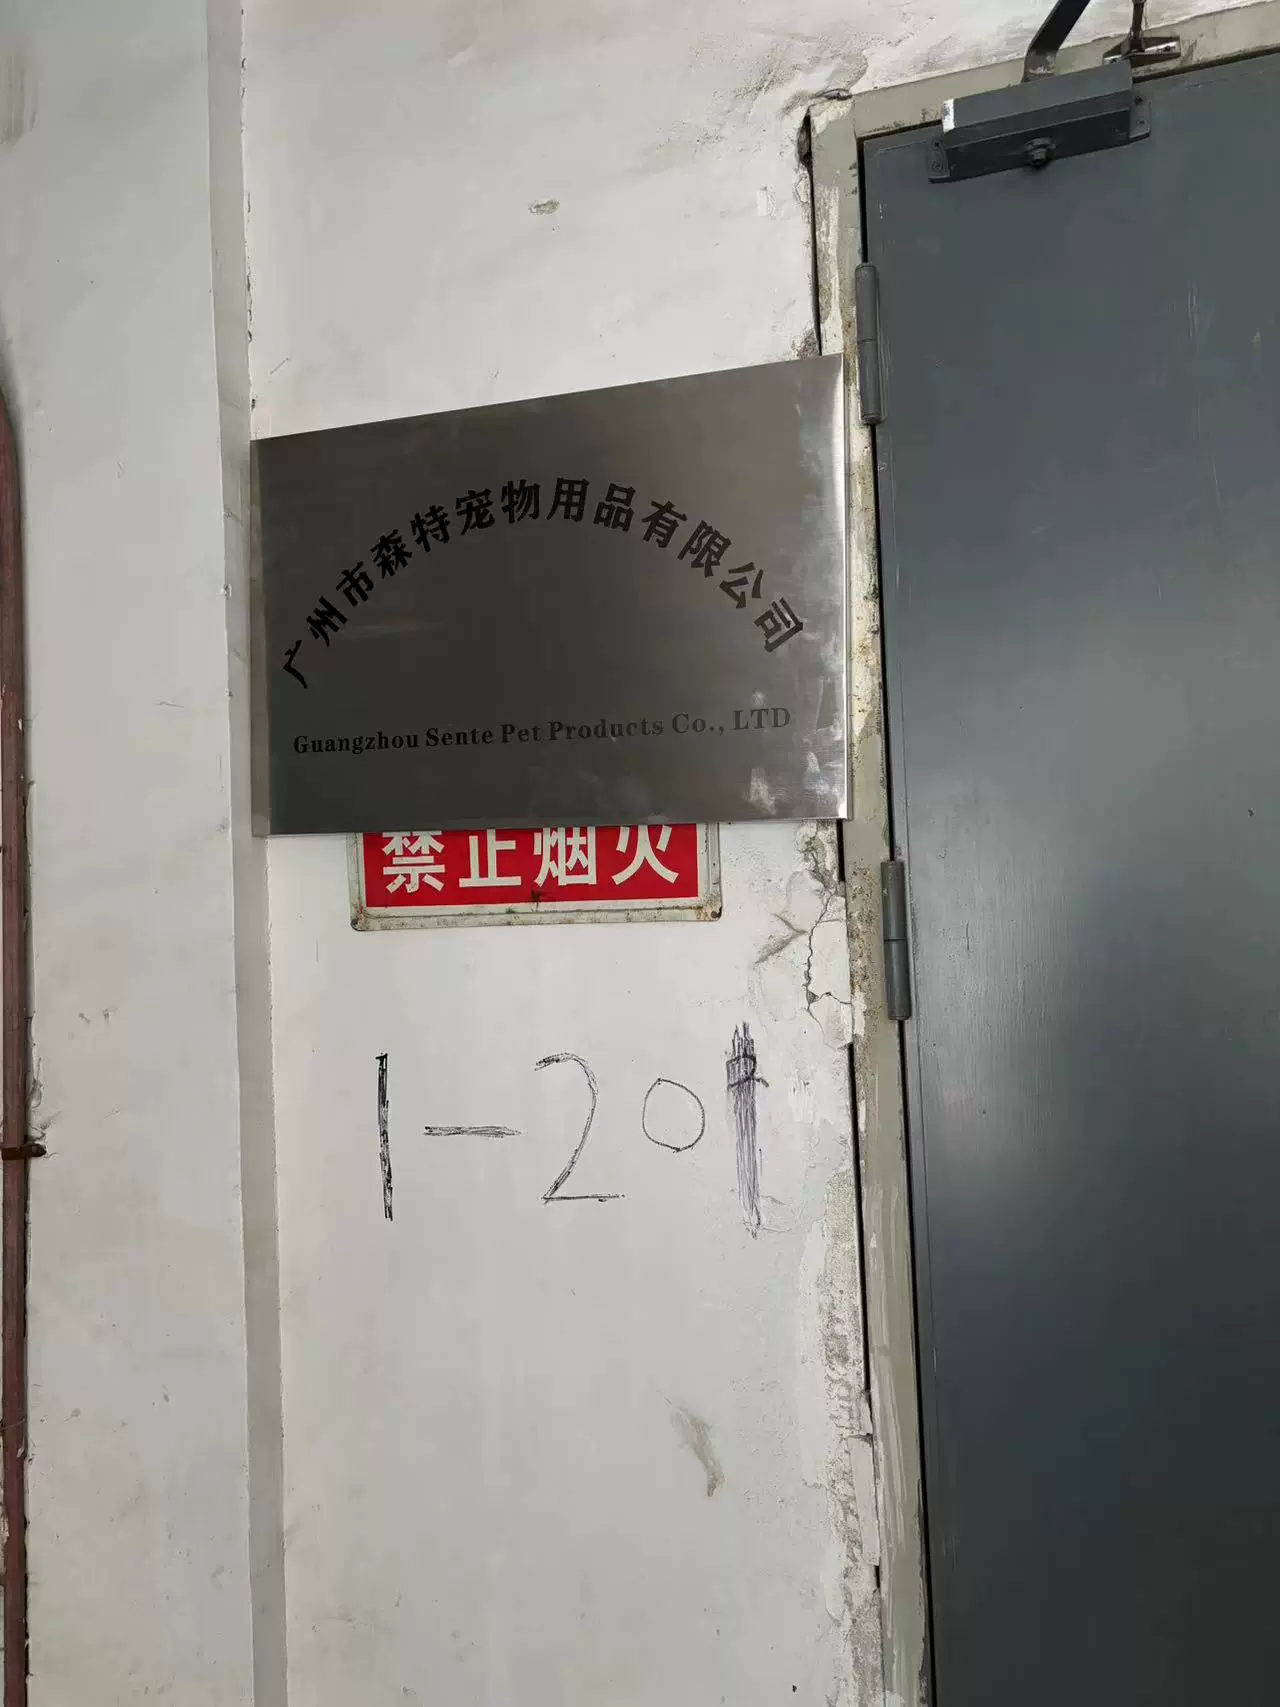 广州市森特宠物用品有限公司
Guangzhou Sente Pet Products Co., LTD
禁止烟火
1-201